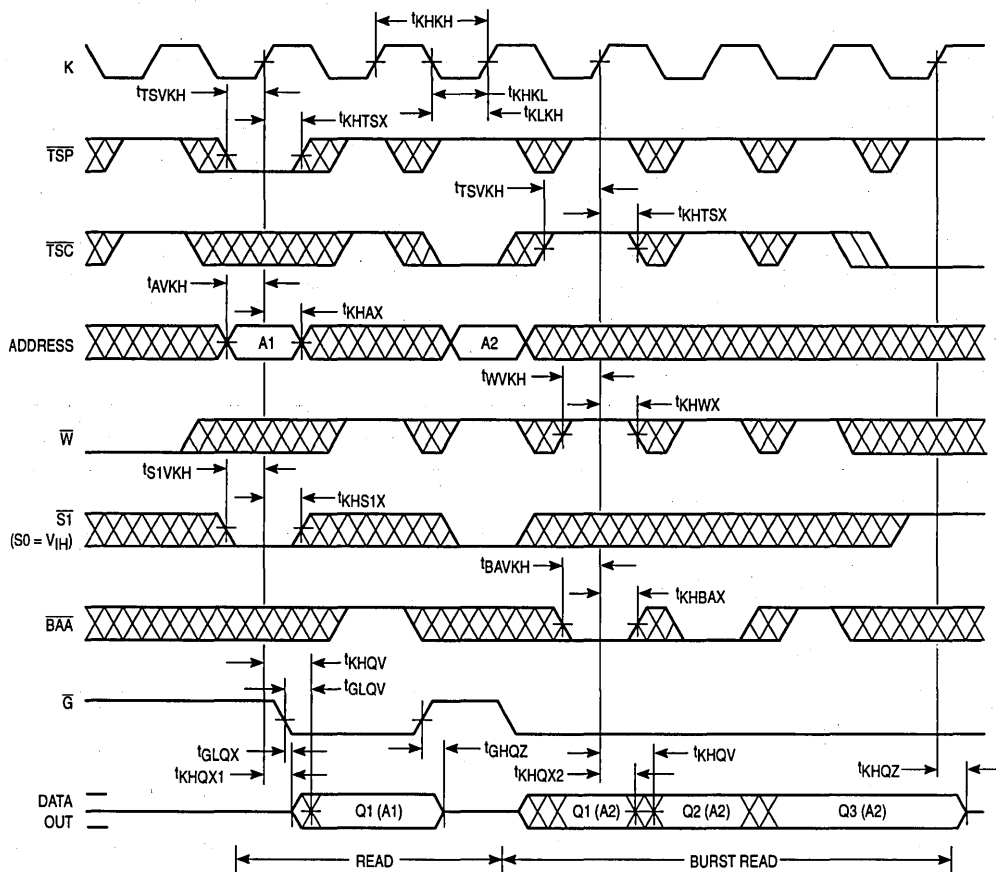 tKHKH
K
tTSVKH
tKHKL
tKHTSX
tKLKH
TSP
tTSVKH
tKHTSX
TSC
tAVKH
tKHAX
ADDRESS
A1
A2
tWVKH
tKHWX
W
tS1VKH
tKHS1X
S1
(S0 = VIH)
tBAVKH
tKHBAX
BAA
tKHQV
tGLQV
G
tGLQX
tGHQZ
tKHQV
tKHQX1
tKHQX2
tKHQZ
DATA
OUT
Q1 (A1)
Q1 (A2)
Q2 (A2)
Q3 (A2)
READ
BURST READ